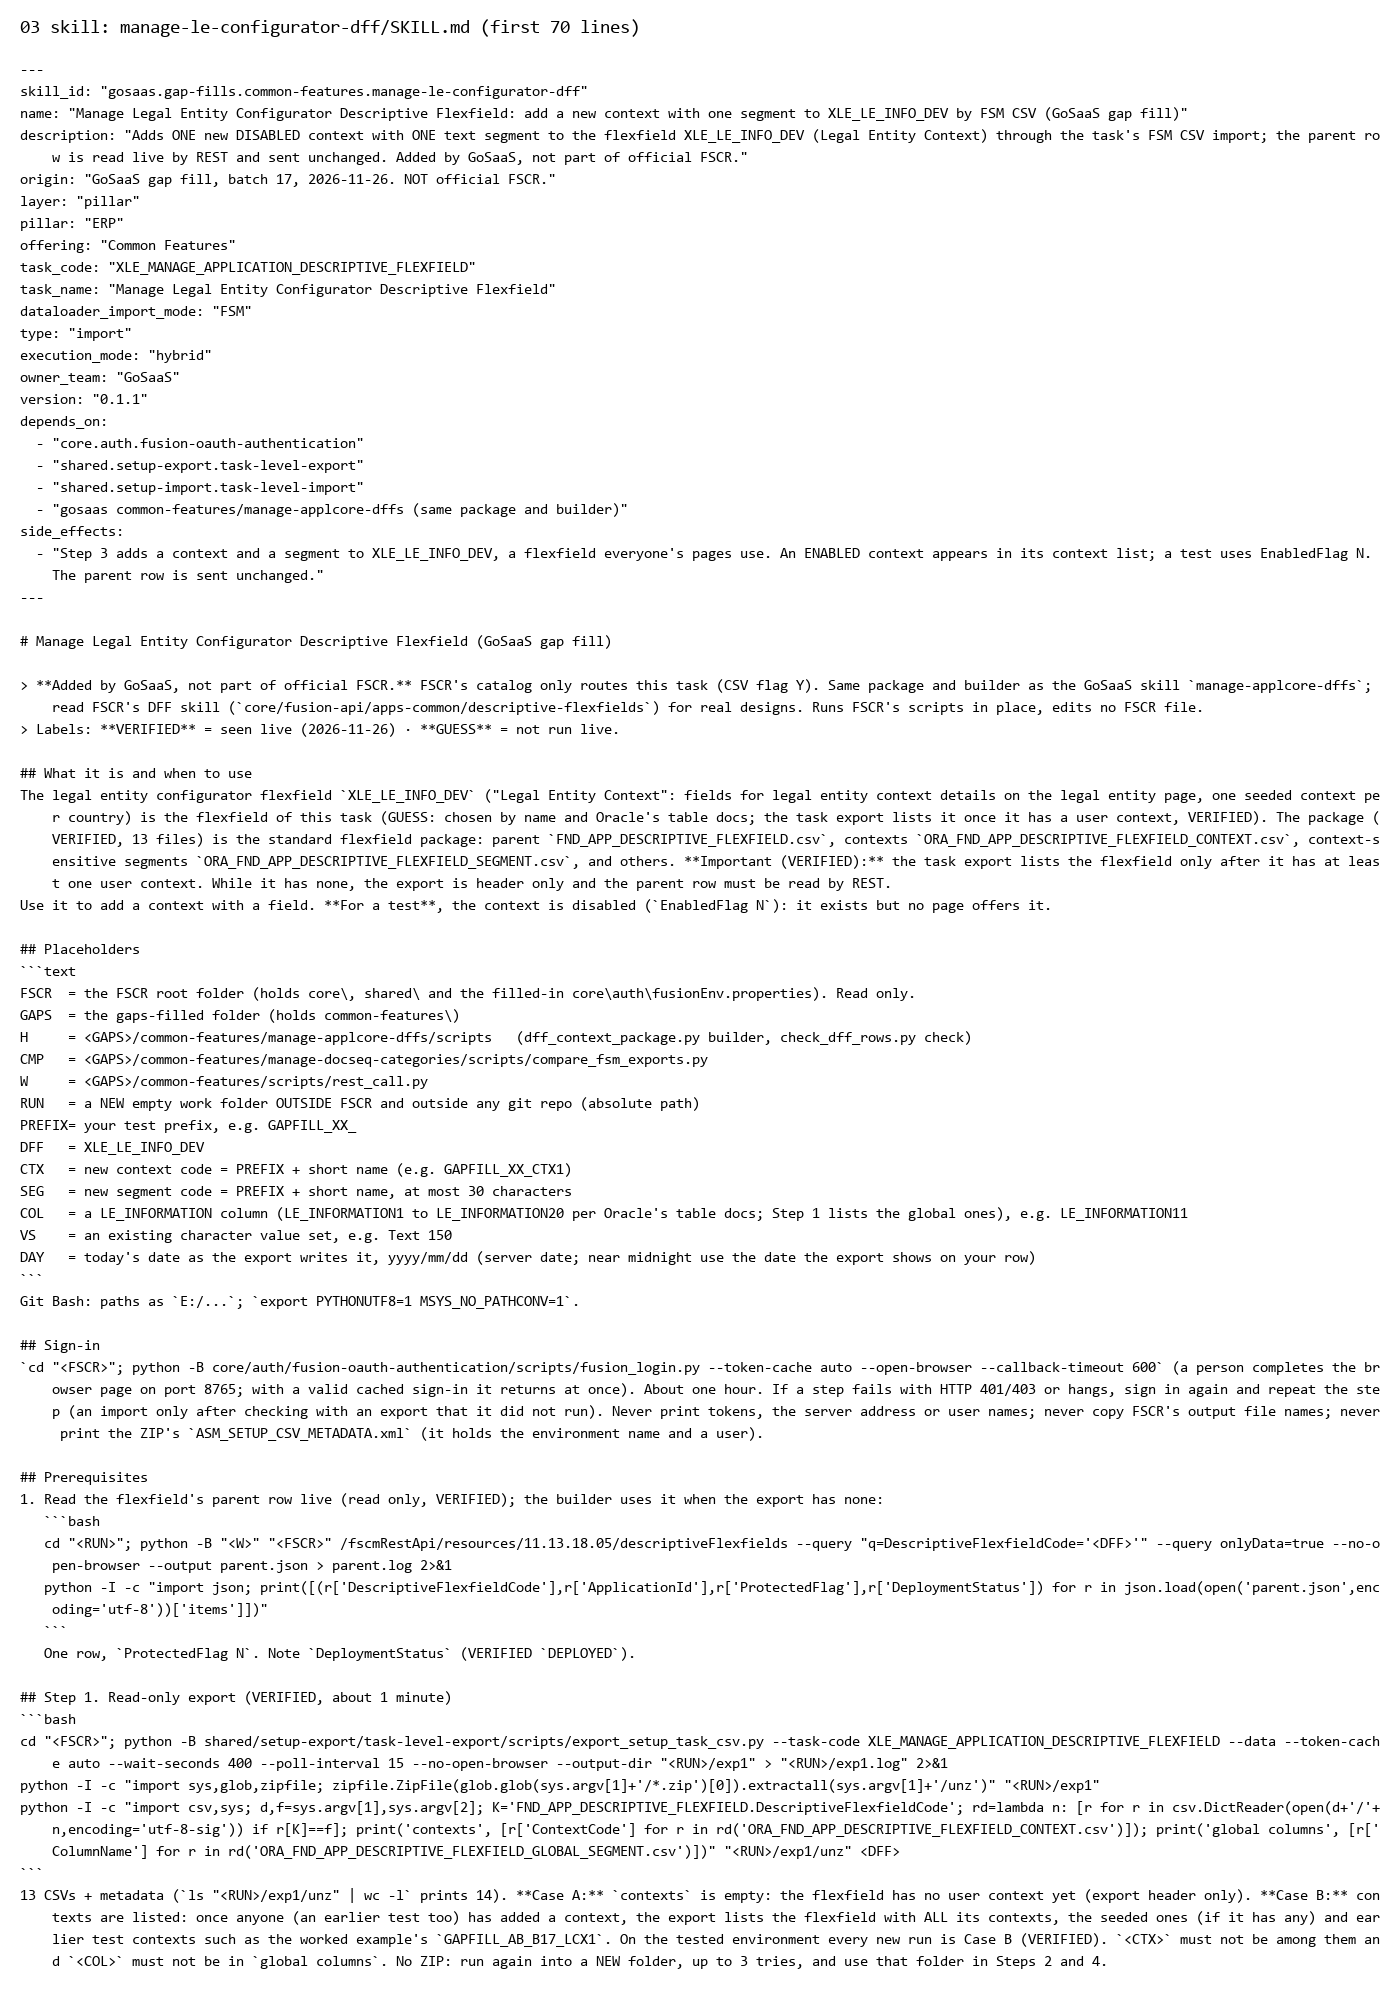 03 skill: manage-le-configurator-dff/SKILL.md (first 70 lines)
---
skill_id: "gosaas.gap-fills.common-features.manage-le-configurator-dff"
name: "Manage Legal Entity Configurator Descriptive Flexfield: add a new context with one segment to XLE_LE_INFO_DEV by FSM CSV (GoSaaS gap fill)"
description: "Adds ONE new DISABLED context with ONE text segment to the flexfield XLE_LE_INFO_DEV (Legal Entity Context) through the task's FSM CSV import; the parent ro
w is read live by REST and sent unchanged. Added by GoSaaS, not part of official FSCR."
origin: "GoSaaS gap fill, batch 17, 2026-11-26. NOT official FSCR."
layer: "pillar"
pillar: "ERP"
offering: "Common Features"
task_code: "XLE_MANAGE_APPLICATION_DESCRIPTIVE_FLEXFIELD"
task_name: "Manage Legal Entity Configurator Descriptive Flexfield"
dataloader_import_mode: "FSM"
type: "import"
execution_mode: "hybrid"
owner_team: "GoSaaS"
version: "0.1.1"
depends_on:
  - "core.auth.fusion-oauth-authentication"
  - "shared.setup-export.task-level-export"
  - "shared.setup-import.task-level-import"
  - "gosaas common-features/manage-applcore-dffs (same package and builder)"
side_effects:
  - "Step 3 adds a context and a segment to XLE_LE_INFO_DEV, a flexfield everyone's pages use. An ENABLED context appears in its context list; a test uses EnabledFlag N.
The parent row is sent unchanged."
---
# Manage Legal Entity Configurator Descriptive Flexfield (GoSaaS gap fill)
> **Added by GoSaaS, not part of official FSCR.** FSCR's catalog only routes this task (CSV flag Y). Same package and builder as the GoSaaS skill `manage-applcore-dffs`;
read FSCR's DFF skill (`core/fusion-api/apps-common/descriptive-flexfields`) for real designs. Runs FSCR's scripts in place, edits no FSCR file.
> Labels: **VERIFIED** = seen live (2026-11-26) · **GUESS** = not run live.
## What it is and when to use
The legal entity configurator flexfield `XLE_LE_INFO_DEV` ("Legal Entity Context": fields for legal entity context details on the legal entity page, one seeded context pe
r country) is the flexfield of this task (GUESS: chosen by name and Oracle's table docs; the task export lists it once it has a user context, VERIFIED). The package (
VERIFIED, 13 files) is the standard flexfield package: parent `FND_APP_DESCRIPTIVE_FLEXFIELD.csv`, contexts `ORA_FND_APP_DESCRIPTIVE_FLEXFIELD_CONTEXT.csv`, context-s
ensitive segments `ORA_FND_APP_DESCRIPTIVE_FLEXFIELD_SEGMENT.csv`, and others. **Important (VERIFIED):** the task export lists the flexfield only after it has at leas
t one user context. While it has none, the export is header only and the parent row must be read by REST.
Use it to add a context with a field. **For a test**, the context is disabled (`EnabledFlag N`): it exists but no page offers it.
## Placeholders
```text
FSCR  = the FSCR root folder (holds core\, shared\ and the filled-in core\auth\fusionEnv.properties). Read only.
GAPS  = the gaps-filled folder (holds common-features\)
H     = <GAPS>/common-features/manage-applcore-dffs/scripts   (dff_context_package.py builder, check_dff_rows.py check)
CMP   = <GAPS>/common-features/manage-docseq-categories/scripts/compare_fsm_exports.py
W     = <GAPS>/common-features/scripts/rest_call.py
RUN   = a NEW empty work folder OUTSIDE FSCR and outside any git repo (absolute path)
PREFIX= your test prefix, e.g. GAPFILL_XX_
DFF   = XLE_LE_INFO_DEV
CTX   = new context code = PREFIX + short name (e.g. GAPFILL_XX_CTX1)
SEG   = new segment code = PREFIX + short name, at most 30 characters
COL   = a LE_INFORMATION column (LE_INFORMATION1 to LE_INFORMATION20 per Oracle's table docs; Step 1 lists the global ones), e.g. LE_INFORMATION11
VS    = an existing character value set, e.g. Text 150
DAY   = today's date as the export writes it, yyyy/mm/dd (server date; near midnight use the date the export shows on your row)
```
Git Bash: paths as `E:/...`; `export PYTHONUTF8=1 MSYS_NO_PATHCONV=1`.
## Sign-in
`cd "<FSCR>"; python -B core/auth/fusion-oauth-authentication/scripts/fusion_login.py --token-cache auto --open-browser --callback-timeout 600` (a person completes the br
owser page on port 8765; with a valid cached sign-in it returns at once). About one hour. If a step fails with HTTP 401/403 or hangs, sign in again and repeat the ste
p (an import only after checking with an export that it did not run). Never print tokens, the server address or user names; never copy FSCR's output file names; never
print the ZIP's `ASM_SETUP_CSV_METADATA.xml` (it holds the environment name and a user).
## Prerequisites
1. Read the flexfield's parent row live (read only, VERIFIED); the builder uses it when the export has none:
   ```bash
   cd "<RUN>"; python -B "<W>" "<FSCR>" /fscmRestApi/resources/11.13.18.05/descriptiveFlexfields --query "q=DescriptiveFlexfieldCode='<DFF>'" --query onlyData=true --no-o
pen-browser --output parent.json > parent.log 2>&1
   python -I -c "import json; print([(r['DescriptiveFlexfieldCode'],r['ApplicationId'],r['ProtectedFlag'],r['DeploymentStatus']) for r in json.load(open('parent.json',enc
oding='utf-8'))['items']])"
   ```
   One row, `ProtectedFlag N`. Note `DeploymentStatus` (VERIFIED `DEPLOYED`).
## Step 1. Read-only export (VERIFIED, about 1 minute)
```bash
cd "<FSCR>"; python -B shared/setup-export/task-level-export/scripts/export_setup_task_csv.py --task-code XLE_MANAGE_APPLICATION_DESCRIPTIVE_FLEXFIELD --data --token-cach
e auto --wait-seconds 400 --poll-interval 15 --no-open-browser --output-dir "<RUN>/exp1" > "<RUN>/exp1.log" 2>&1
python -I -c "import sys,glob,zipfile; zipfile.ZipFile(glob.glob(sys.argv[1]+'/*.zip')[0]).extractall(sys.argv[1]+'/unz')" "<RUN>/exp1"
python -I -c "import csv,sys; d,f=sys.argv[1],sys.argv[2]; K='FND_APP_DESCRIPTIVE_FLEXFIELD.DescriptiveFlexfieldCode'; rd=lambda n: [r for r in csv.DictReader(open(d+'/'+
n,encoding='utf-8-sig')) if r[K]==f]; print('contexts', [r['ContextCode'] for r in rd('ORA_FND_APP_DESCRIPTIVE_FLEXFIELD_CONTEXT.csv')]); print('global columns', [r['
ColumnName'] for r in rd('ORA_FND_APP_DESCRIPTIVE_FLEXFIELD_GLOBAL_SEGMENT.csv')])" "<RUN>/exp1/unz" <DFF>
```
13 CSVs + metadata (`ls "<RUN>/exp1/unz" | wc -l` prints 14). **Case A:** `contexts` is empty: the flexfield has no user context yet (export header only). **Case B:** con
texts are listed: once anyone (an earlier test too) has added a context, the export lists the flexfield with ALL its contexts, the seeded ones (if it has any) and ear
lier test contexts such as the worked example's `GAPFILL_AB_B17_LCX1`. On the tested environment every new run is Case B (VERIFIED). `<CTX>` must not be among them an
d `<COL>` must not be in `global columns`. No ZIP: run again into a NEW folder, up to 3 tries, and use that folder in Steps 2 and 4.